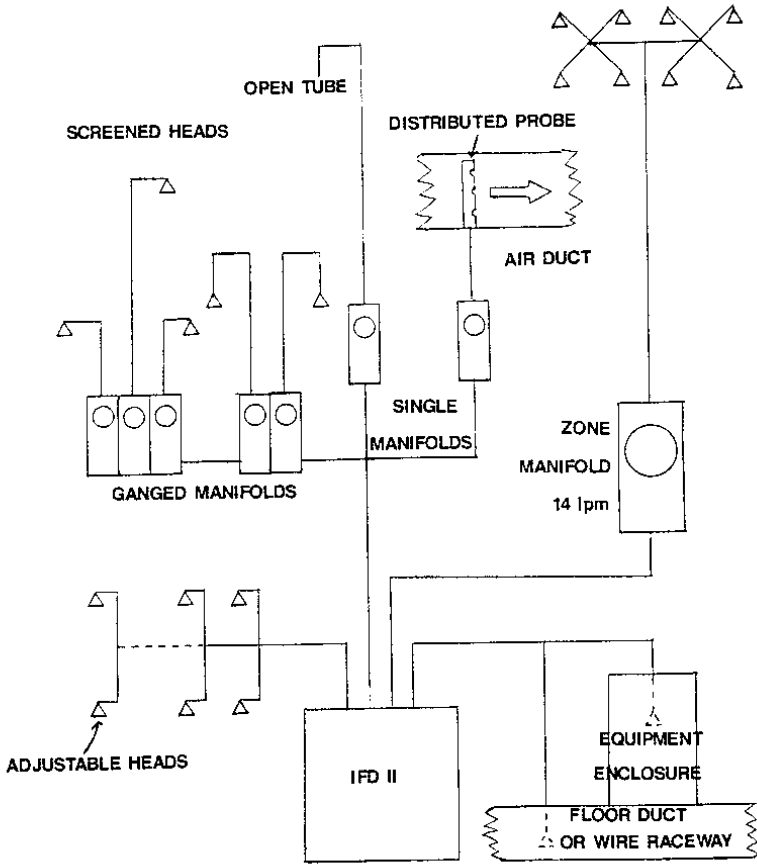 OPEN TUBE
DISTRIBUTED PROBE
SCREENED HEADS
AIR DUCT
SINGLE
MANIFOLDS
ZONE
MANIFOLD
14 lpm
GANGED MANIFOLDS
ADJUSTABLE HEADS
IFD II
EQUIPMENT
ENCLOSURE
FLOOR DUCT
OR WIRE RACEWAY